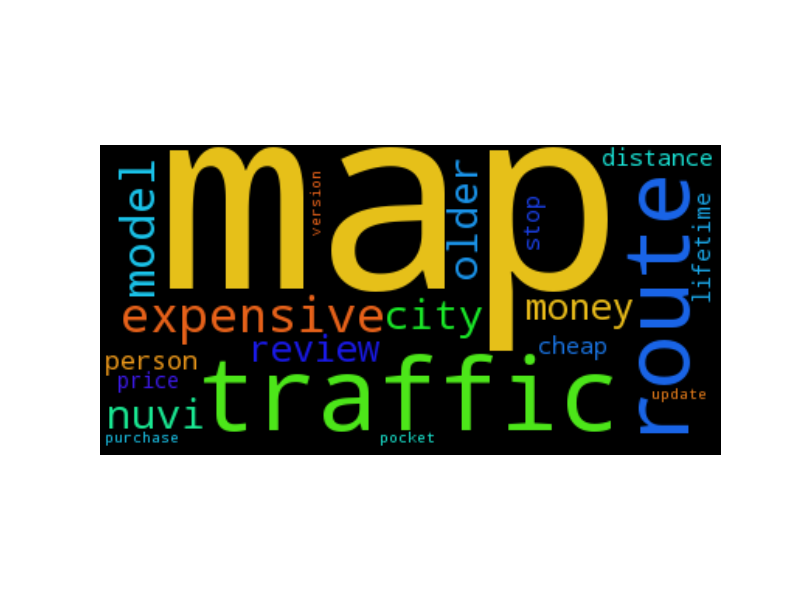 map
distance
model
version
older
stop
route
lifetime
expensive
city
money
review
cheap
person
price
traffic
update
nuvi
purchase
pocket